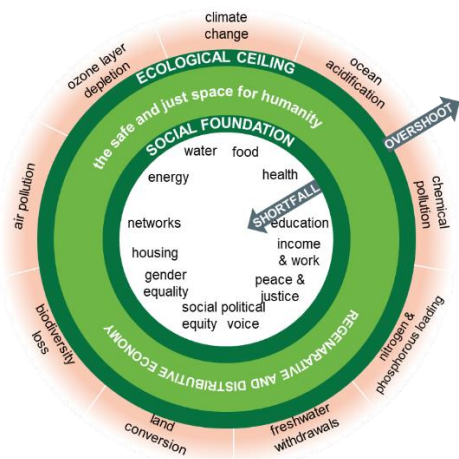 climate
change
ozone layer
depletion
ECOLOGICAL CEILING
ocean
acidification
the safe and just space for humanity
OVERSHOOT
SOCIAL FOUNDATION
water food
energy
health
air pollution
chemical
pollution
SHORTFALL
networks
education
housing
income
& work
gender
equality
peace &
justice
social political
equity voice
REGENARATIVE AND DISTRIBUTIVE ECONOMY
biodiversity
loss
nitrogen &
phosphorous loading
land
conversion
freshwater
withdrawals